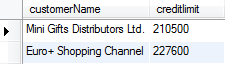 customerName creditlimit
Mini Gifts Distributors Ltd. 210500
Euro+ Shopping Channel 227600